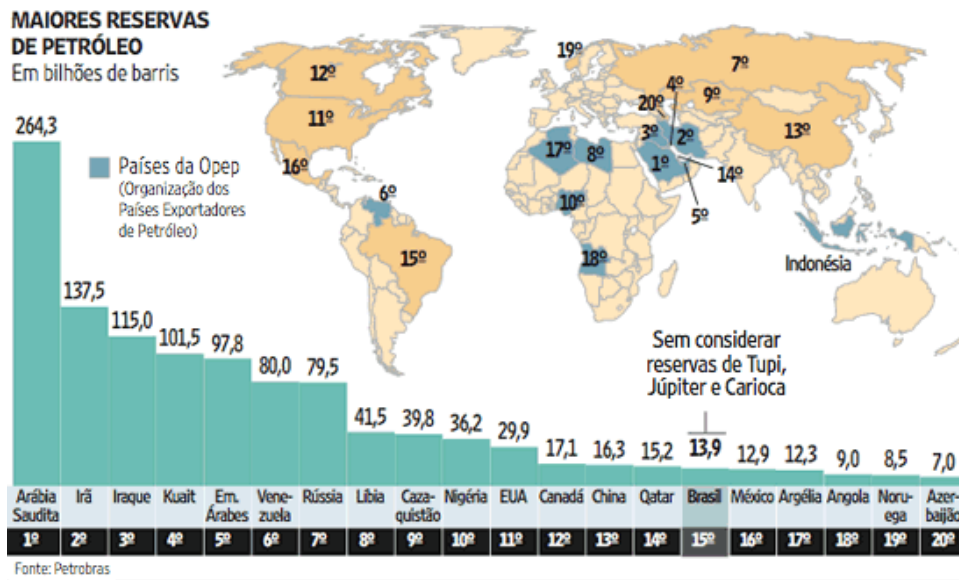 MAIORES RESERVAS
DE PETRÓLEO
Em bilhões de barris
Países da Opep
(Organização dos
Países Exportadores
de Petróleo)
19º
12º
7º
4º
9º
11º
20º
3º
2º
13º
16º
17º
8º
1º
14º
6º
10º
5º
15º
18º
Indonésia
Sem considerar
reservas de Tupi,
Júpiter e Carioca
264,3 137,5 115,0 101,5 97,8 80,0 79,5 41,5 39,8 36,2 29,9 17,1 16,3 15,2 13,9 12,9 12,3 9,0 8,5 7,0
Arábia Saudita Irã Iraque Kuait Em. Árabes Vene-zuela Rússia Líbia Caza-quistão Nigéria EUA Canadá China Qatar Brasil México Argélia Angola Noru-ega Azer-baijão
1º 2º 3º 4º 5º 6º 7º 8º 9º 10º 11º 12º 13º 14º 15º 16º 17º 18º 19º 20º
Fonte: Petrobras